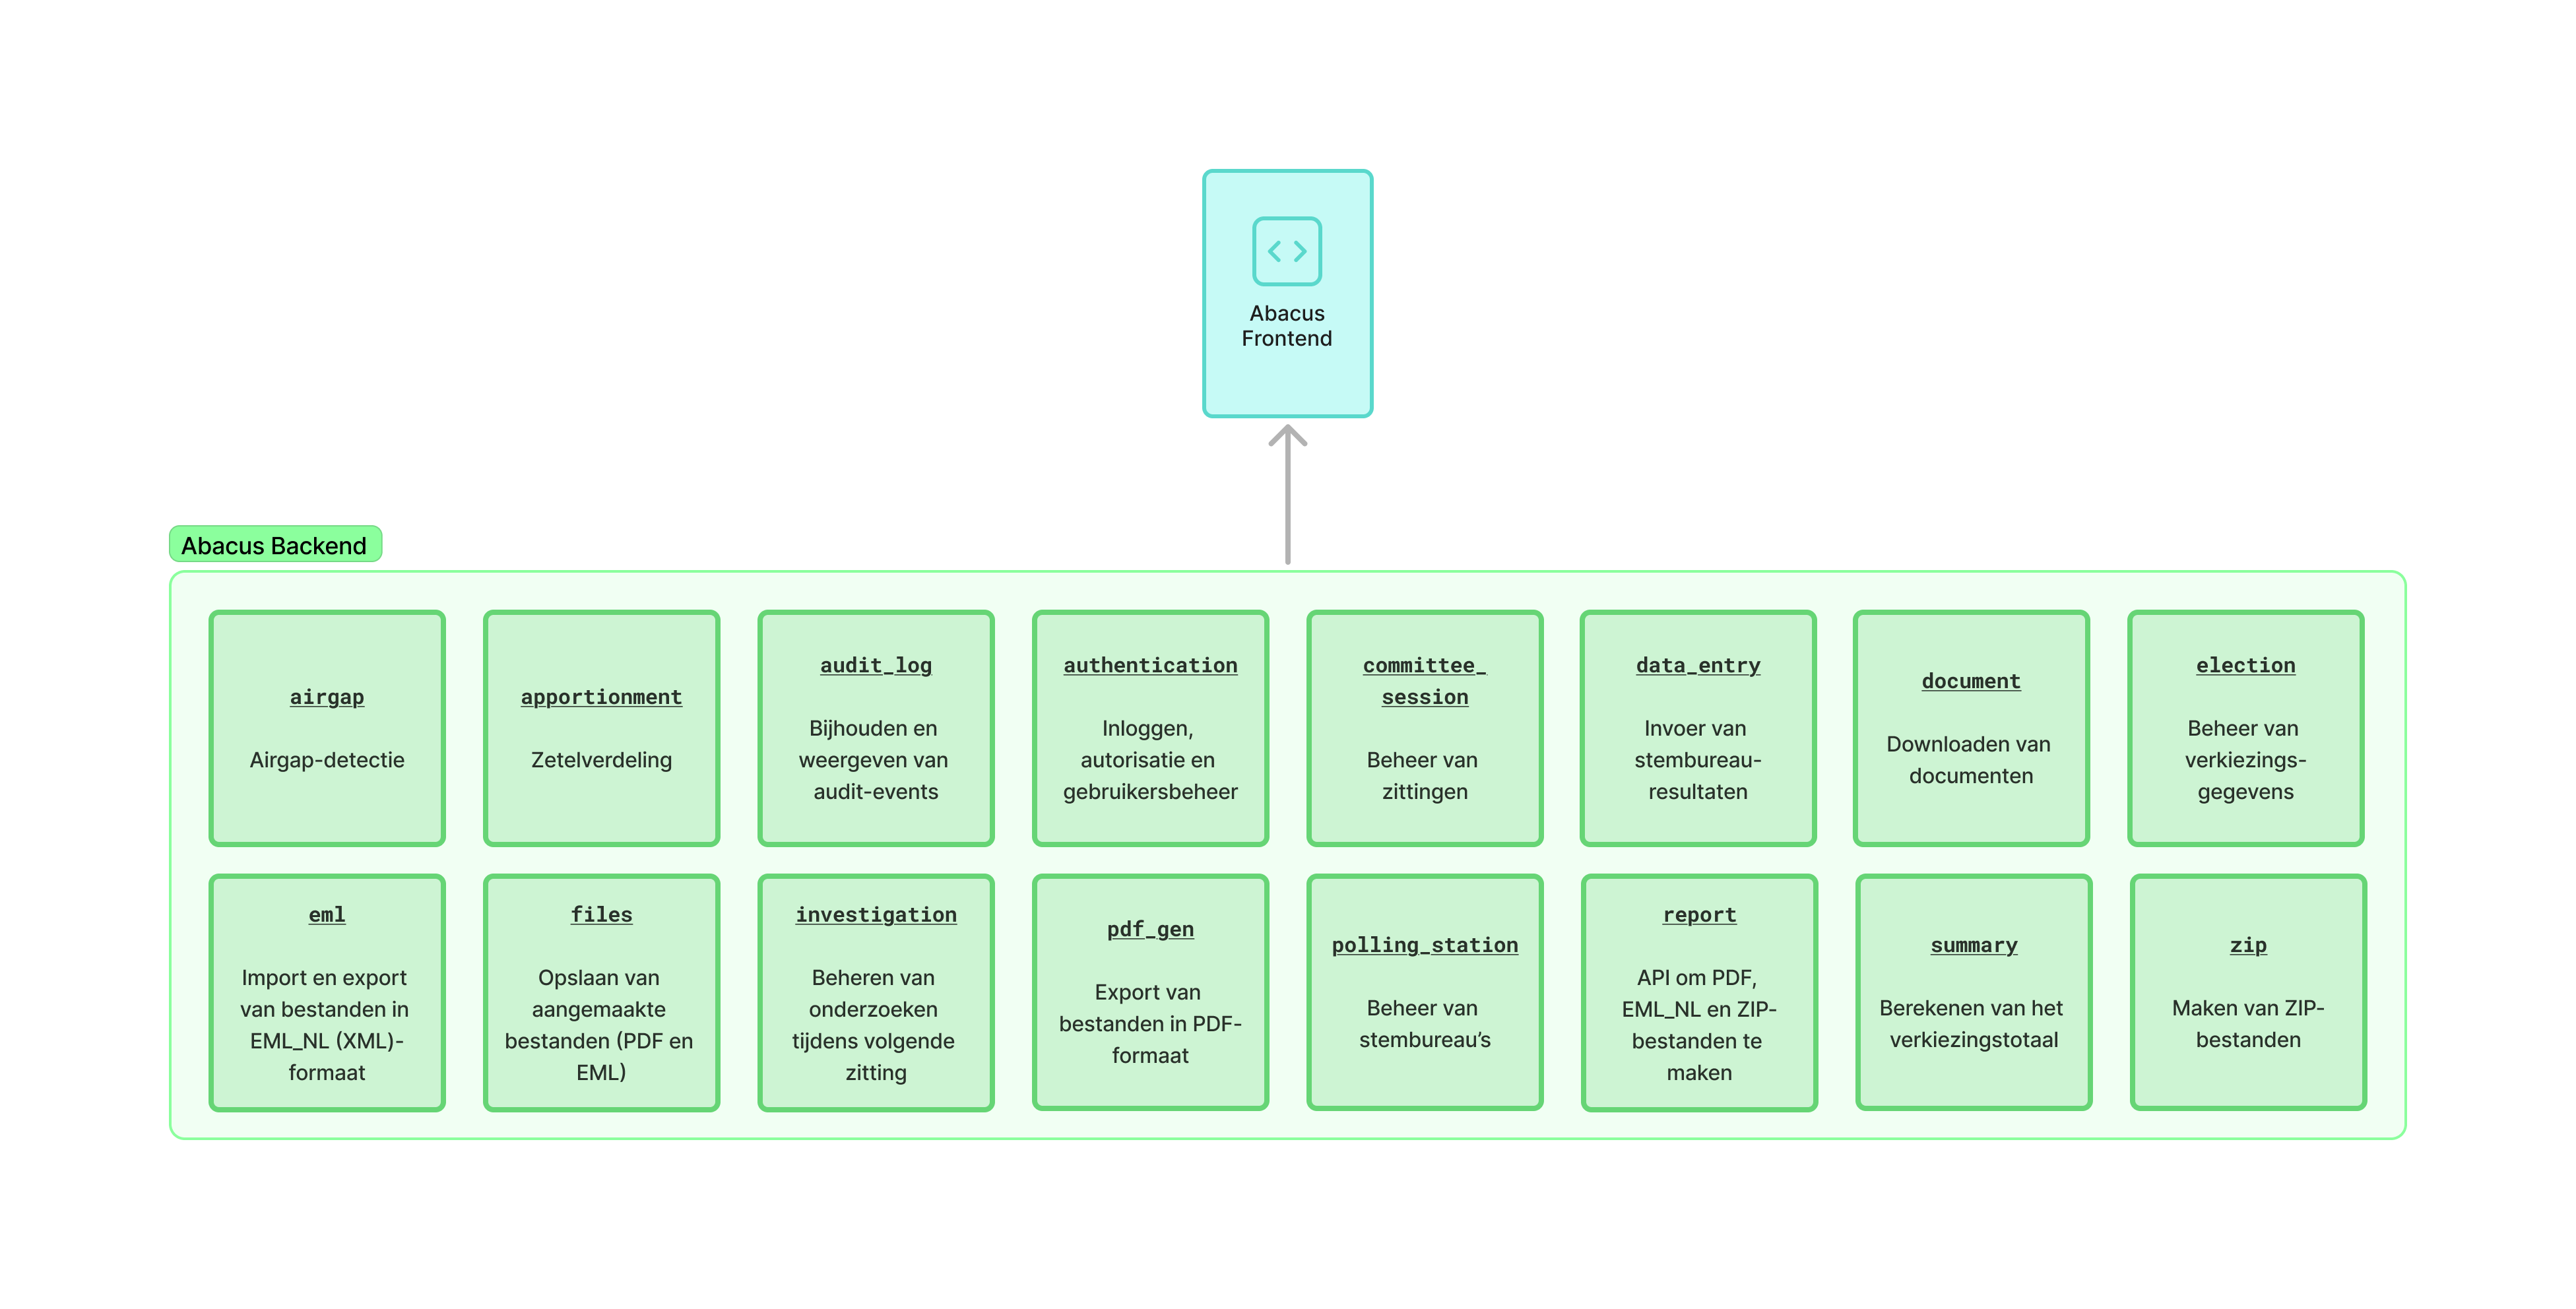 Abacus
Frontend
Abacus Backend
airgap
Airgap-detectie
apportionment
Zetelverdeling
audit_log
Bijhouden en
weergeven van
audit-events
authentication
Inloggen,
autorisatie en
gebruikersbeheer
committee_
session
Beheer van
zittingen
data_entry
Invoer van
stembureau-
resultaten
document
Downloaden van
documenten
election
Beheer van
verkiezings-
gegevens
eml
Import en export
van bestanden in
EML_NL (XML)-
formaat
files
Opslaan van
aangemaakte
bestanden (PDF en
EML)
investigation
Beheren van
onderzoeken
tijdens volgende
zitting
pdf_gen
Export van
bestanden in PDF-
formaat
polling_station
Beheer van
stembureau’s
report
API om PDF,
EML_NL en ZIP-
bestanden te
maken
summary
Berekenen van het
verkiezingstotaal
zip
Maken van ZIP-
bestanden